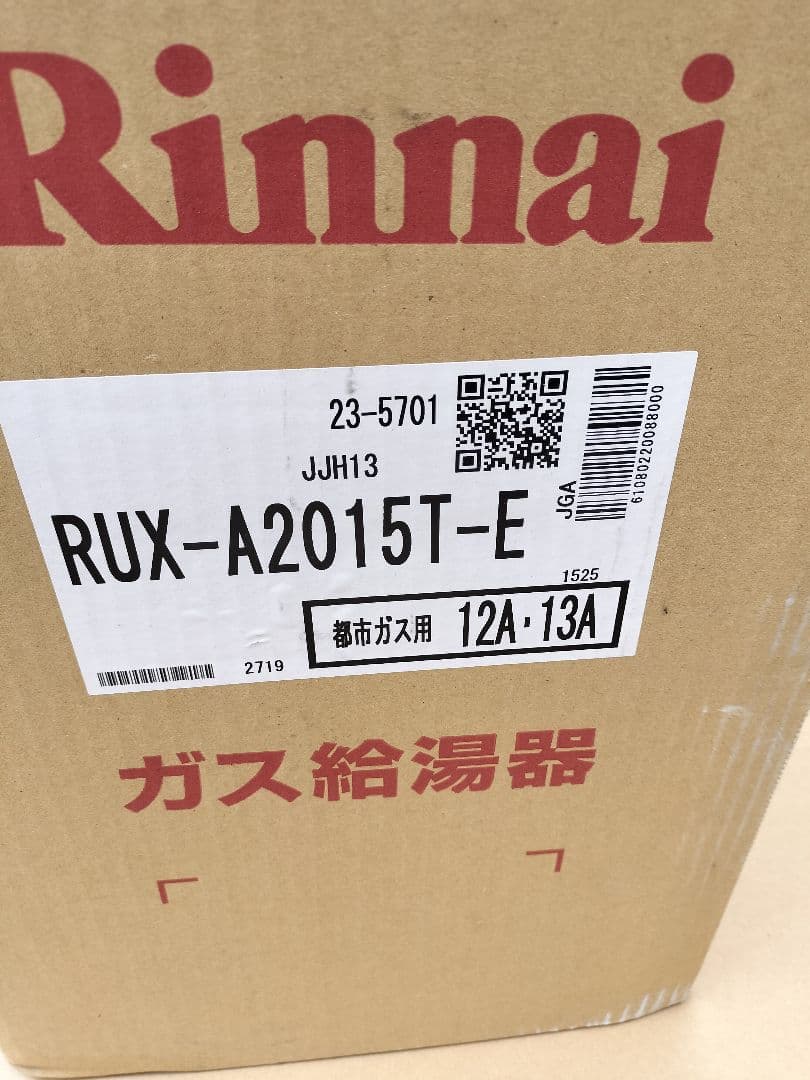 Rinnai
23-5701
JJH13
RUX-A2015T-E
JGA
61080220088000
1525
都市ガス用 12A・13A
2719
ガス給湯器